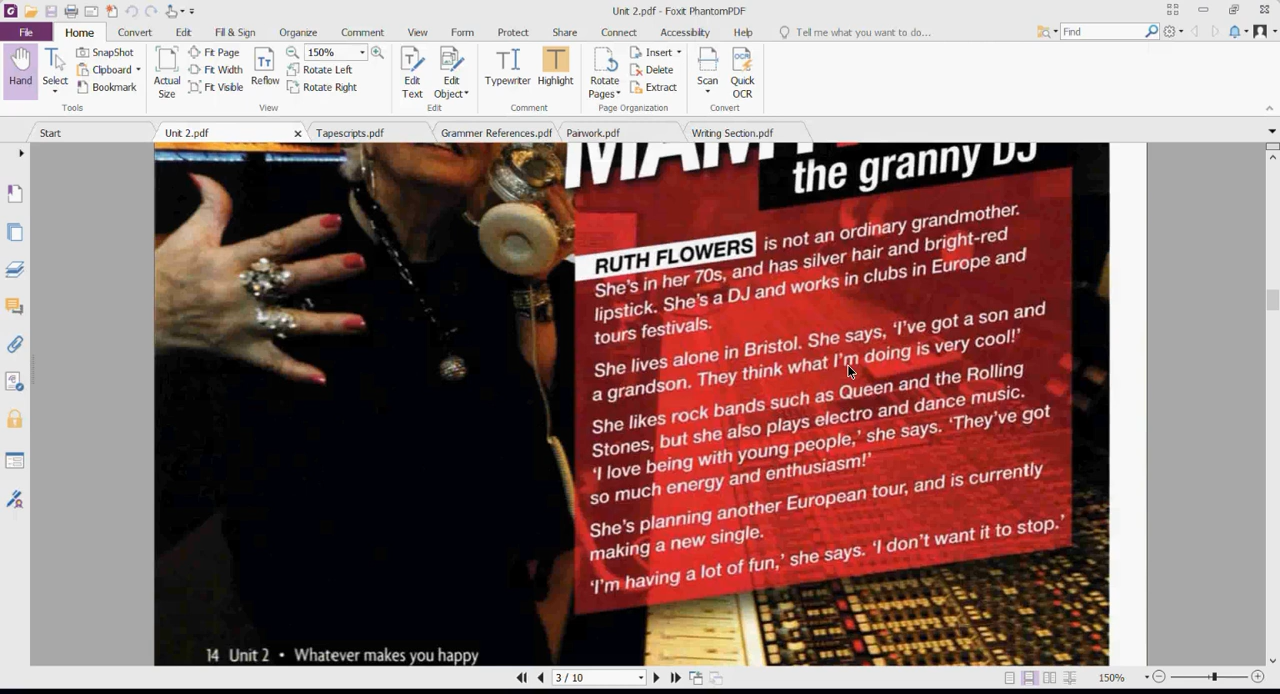 Unit 2.pdf - Foxit PhantomPDF
File Home Convert Edit Fill & Sign Organize Comment View Form Protect Share Connect Accessibility Help Tell me what you want to do... Find
SnapShot
Clipboard
Bookmark
Hand Select
Tools
Actual Size
Fit Page
Fit Width
Fit Visible
Reflow
150%
Rotate Left
Rotate Right
View
Edit Text
Edit Object
Edit
Typewriter
Highlight
Comment
Rotate Pages
Insert
Delete
Extract
Page Organization
Scan
Quick OCR
Convert
Start Unit 2.pdf Tapescripts.pdf Grammer References.pdf Pairwork.pdf Writing Section.pdf
the granny DJ
RUTH FLOWERS is not an ordinary grandmother.
She's in her 70s, and has silver hair and bright-red
lipstick. She's a DJ and works in clubs in Europe and
tours festivals.
She lives alone in Bristol. She says, 'I've got a son and
a grandson. They think what I'm doing is very cool!'
She likes rock bands such as Queen and the Rolling
Stones, but she also plays electro and dance music.
'I love being with young people,' she says. 'They've got
so much energy and enthusiasm!'
She's planning another European tour, and is currently
making a new single.
'I'm having a lot of fun,' she says. 'I don't want it to stop.'
14 Unit 2 • Whatever makes you happy
3 / 10
150%